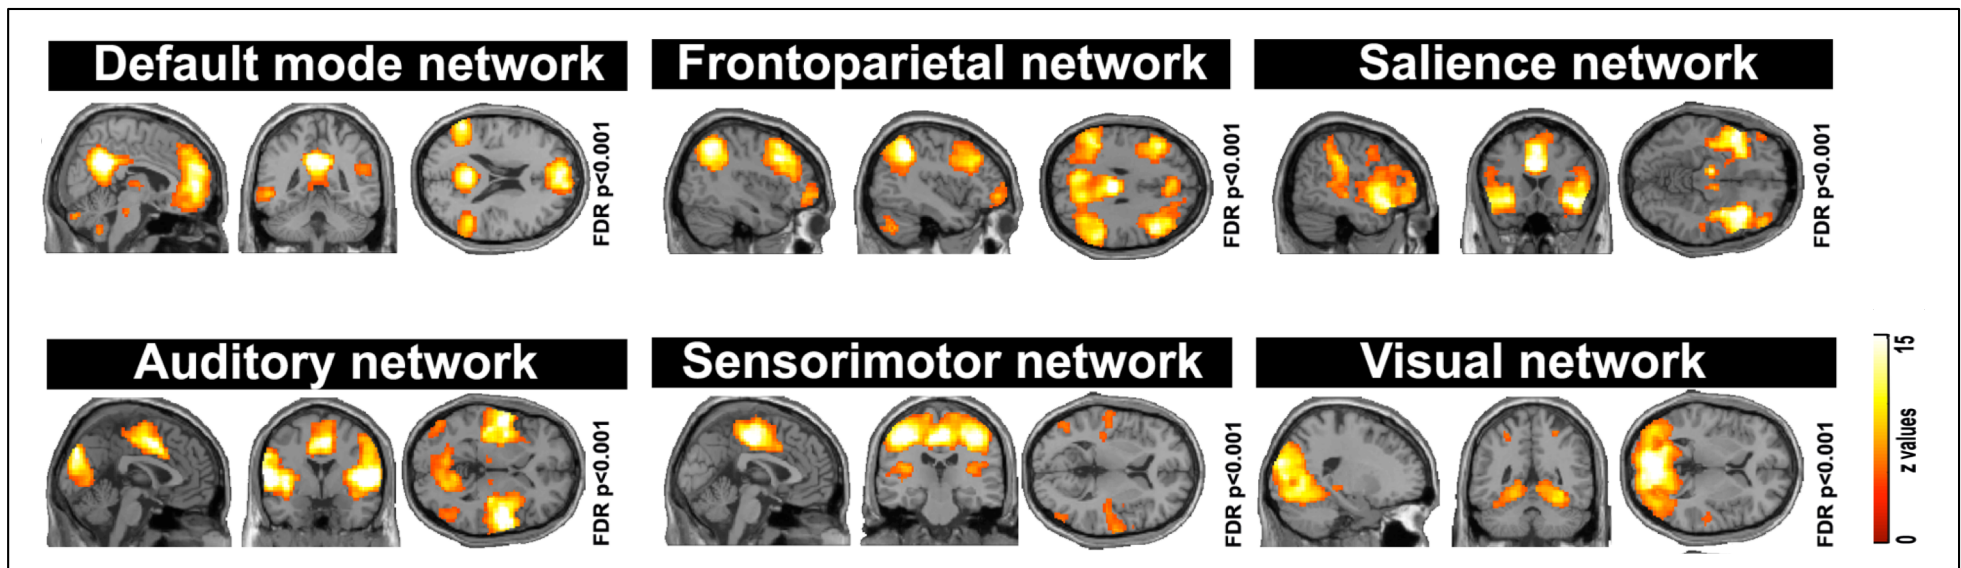 Default mode network
Frontoparietal network
Salience network
FDR p<0.001
FDR p<0.001
FDR p<0.001
Auditory network
Sensorimotor network
Visual network
FDR p<0.001
FDR p<0.001
FDR p<0.001
15
z values
0